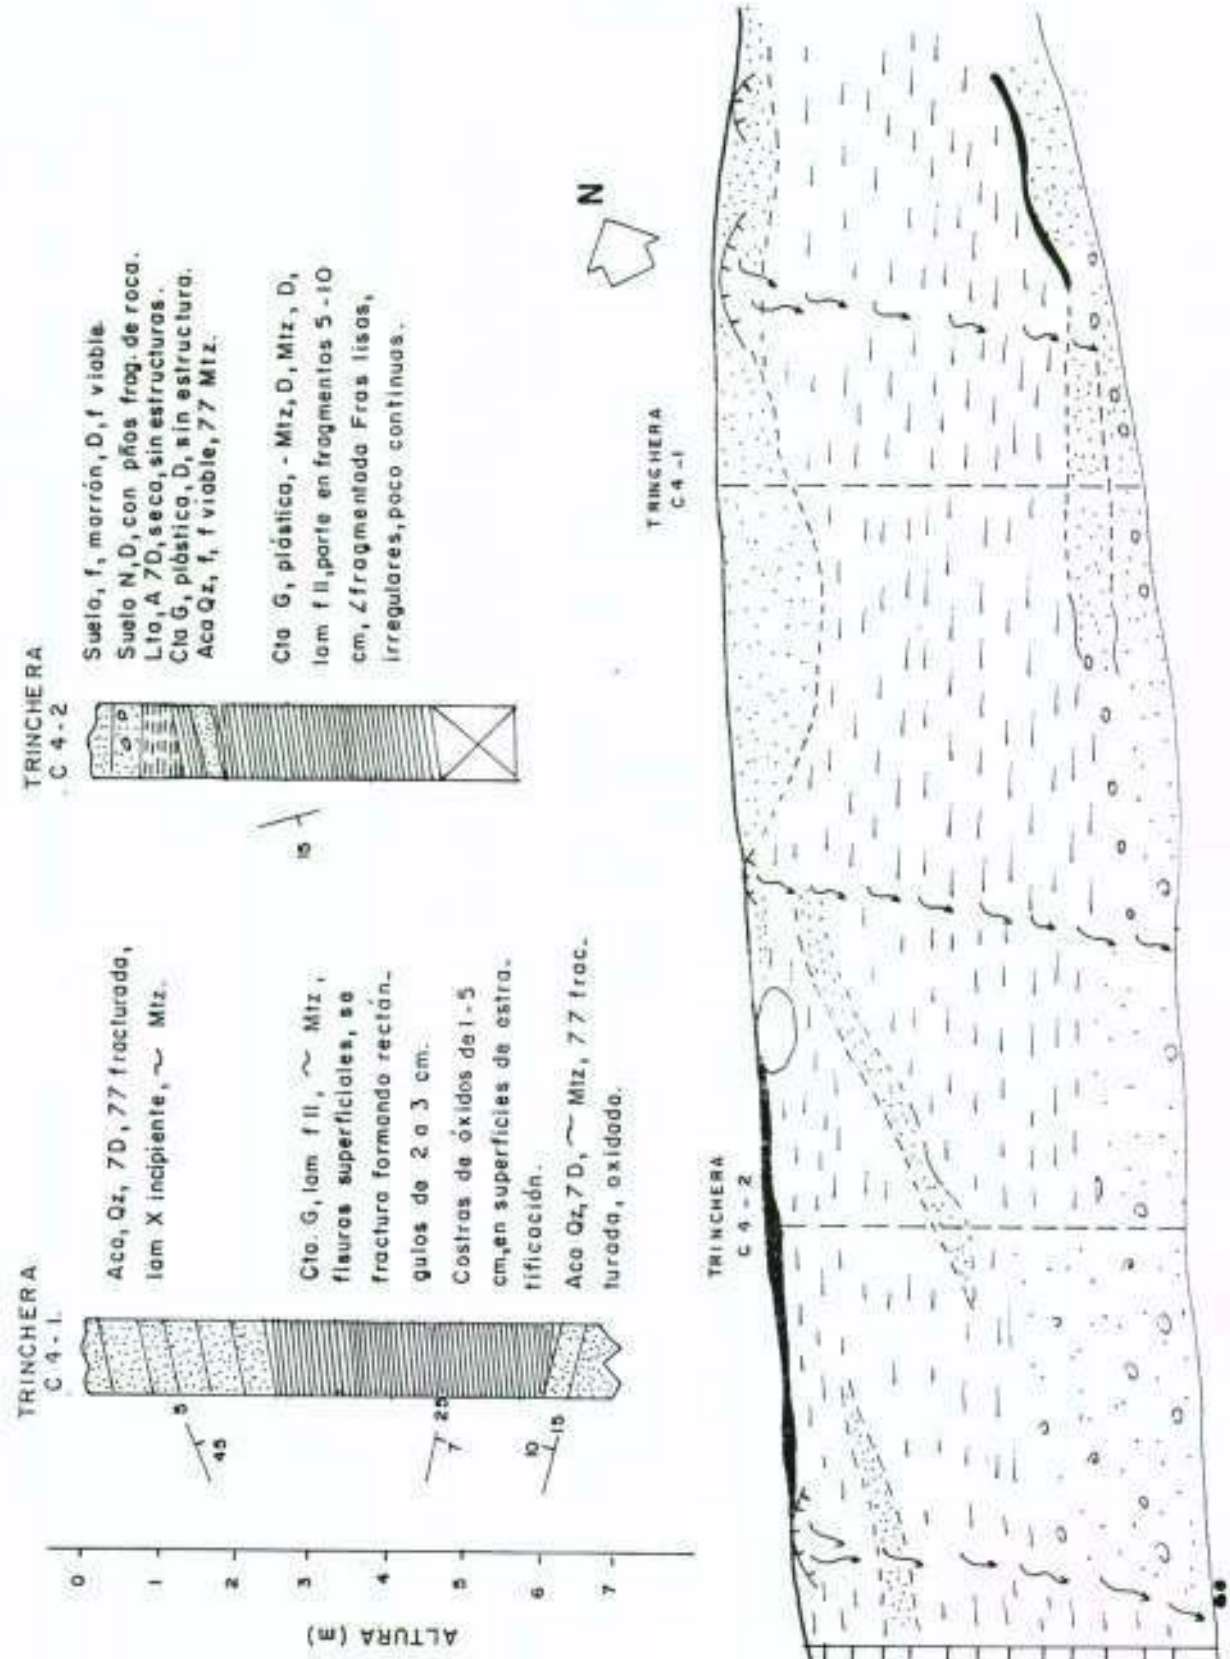 TRINCHERA
C 4 - 1
Aca, Qz, 7D, 77 fracturada,
lam X incipiente, ~ Mtz.
Cta. G, lam f II, ~ Mtz,
fisuras superficiales, se
fractura formando rectán_
gulos de 2 a 3 cm.
Costras de óxidos de 1-5
cm, en superficies de estra_
tificación.
Aca Qz, 7D, ~ Mtz, 77 frac_
turada, oxidada.
5
45
25
7
10
15
TRINCHERA
C 4 - 2
Suelo, f, marrón, D, f viable.
Suelo N, D, con pños frag. de roca.
Lta, A 7D, seca, sin estructuras.
Cta G, plástica, D, sin estructura.
Aca Qz, f, f viable, 77 Mtz.
Cta G, plástica, - Mtz, D, Mtz, D,
lam f II, parte en fragmentos 5-10
cm, ∠fragmentada Fras lisas,
irregulares, poco continuas.
15
ALTURA (m)
0
1
2
3
4
5
6
7
N
TRINCHERA
C 4 - 2
TRINCHERA
C 4 - 1